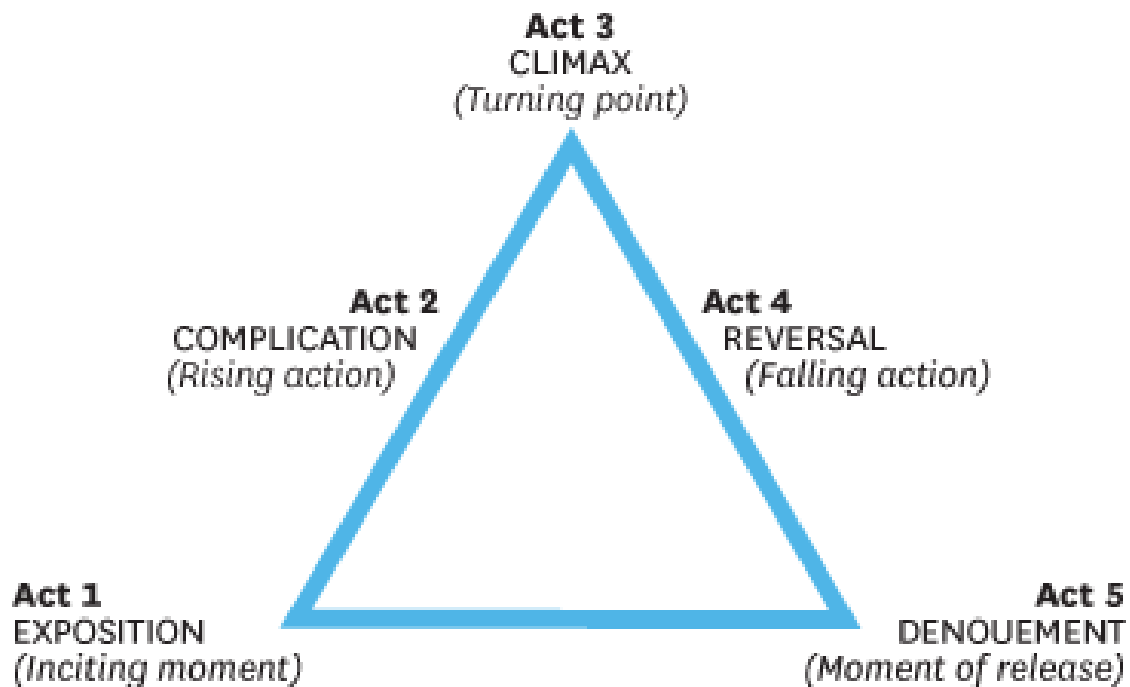 Act 3
CLIMAX
(Turning point)
Act 2
COMPLICATION
(Rising action)
Act 4
REVERSAL
(Falling action)
Act 1
EXPOSITION
(Inciting moment)
Act 5
DENOUEMENT
(Moment of release)